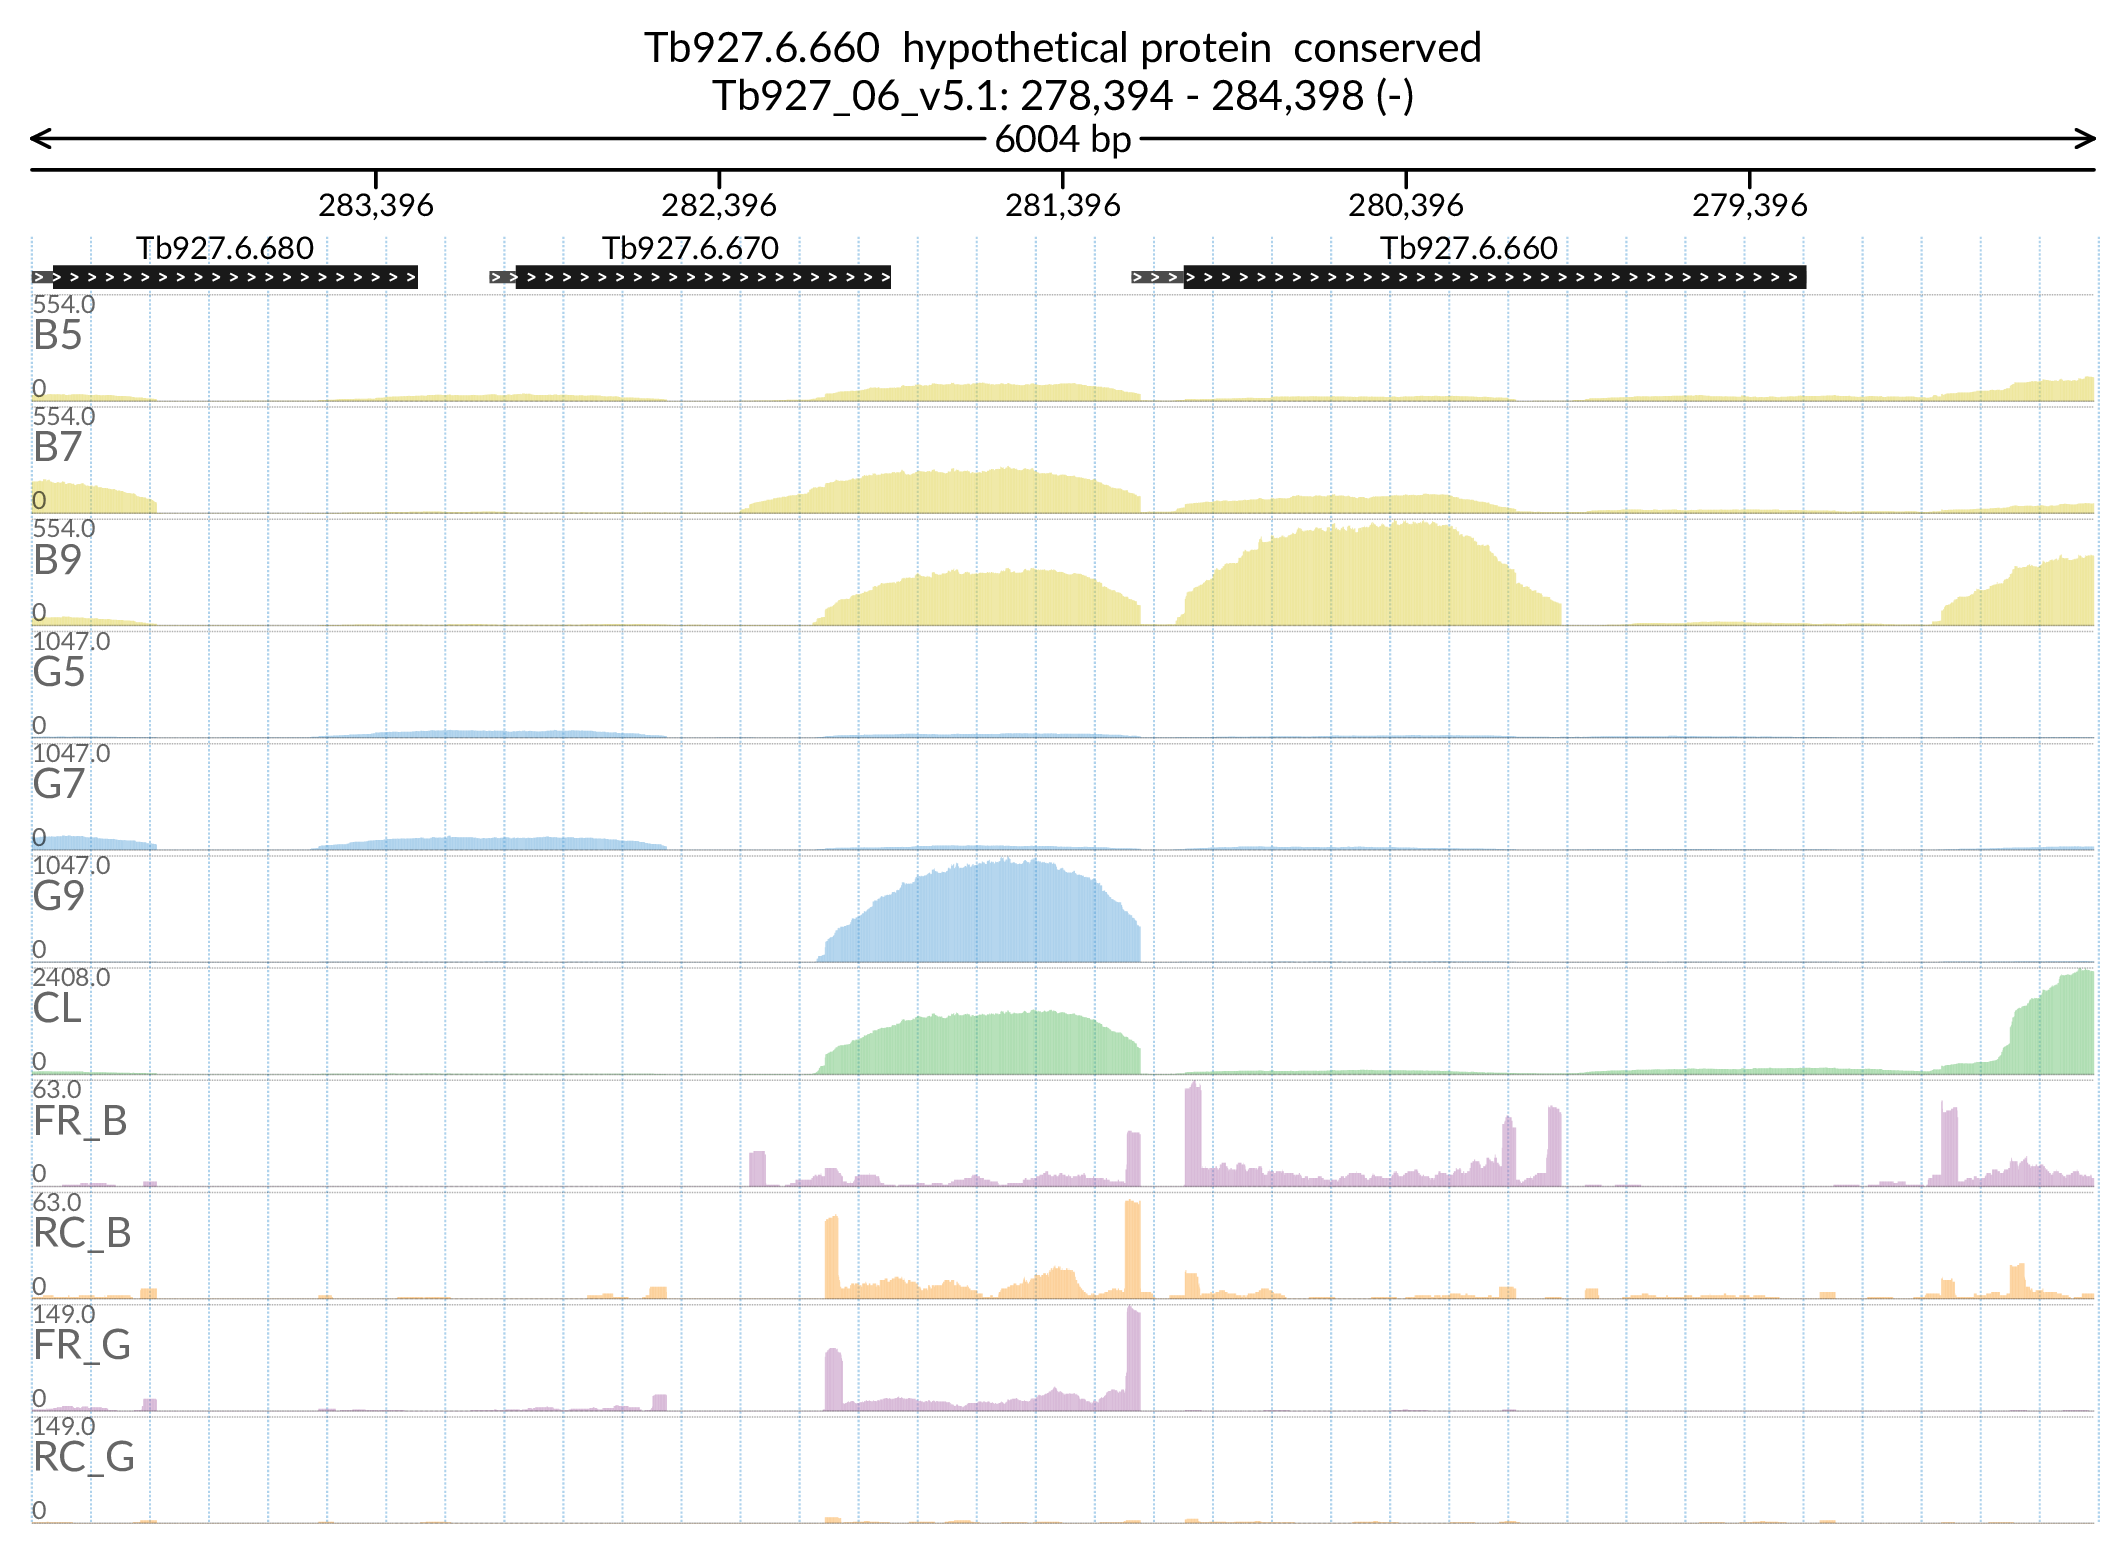 Tb927.6.660 hypothetical protein conserved
Tb927_06_v5.1: 278,394 - 284,398 (-)
6004 bp
283,396 282,396 281,396 280,396 279,396
Tb927.6.680 Tb927.6.670 Tb927.6.660
554.0
B5
0
554.0
B7
0
554.0
B9
0
1047.0
G5
0
1047.0
G7
0
1047.0
G9
0
2408.0
CL
0
63.0
FR_B
0
63.0
RC_B
0
149.0
FR_G
0
149.0
RC_G
0